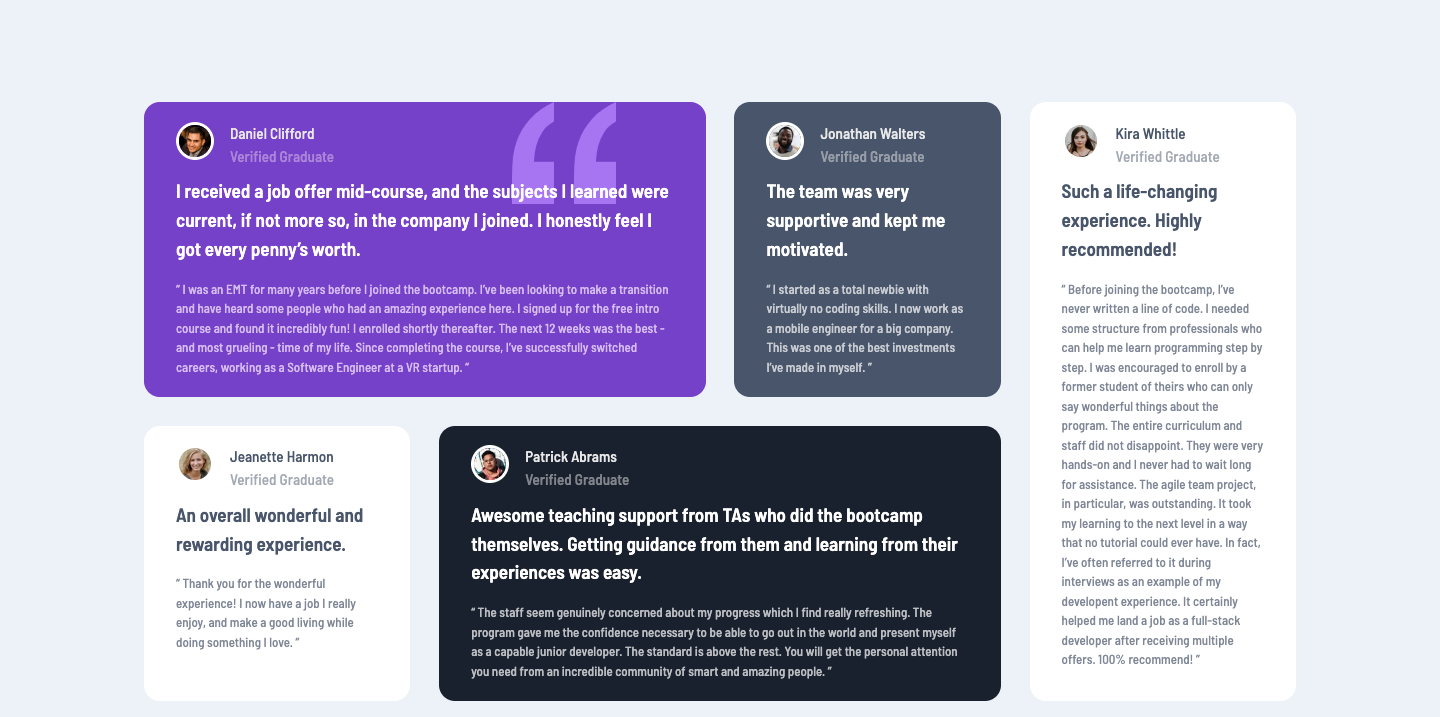 Daniel Clifford
Verified Graduate
I received a job offer mid-course, and the subjects I learned were
current, if not more so, in the company I joined. I honestly feel I
got every penny’s worth.
“ I was an EMT for many years before I joined the bootcamp. I’ve been looking to make a transition
and have heard some people who had an amazing experience here. I signed up for the free intro
course and found it incredibly fun! I enrolled shortly thereafter. The next 12 weeks was the best -
and most grueling - time of my life. Since completing the course, I’ve successfully switched
careers, working as a Software Engineer at a VR startup. ”
Jonathan Walters
Verified Graduate
The team was very
supportive and kept me
motivated.
“ I started as a total newbie with
virtually no coding skills. I now work as
a mobile engineer for a big company.
This was one of the best investments
I’ve made in myself. ”
Kira Whittle
Verified Graduate
Such a life-changing
experience. Highly
recommended!
“ Before joining the bootcamp, I’ve
never written a line of code. I needed
some structure from professionals who
can help me learn programming step by
step. I was encouraged to enroll by a
former student of theirs who can only
say wonderful things about the
program. The entire curriculum and
staff did not disappoint. They were very
hands-on and I never had to wait long
for assistance. The agile team project,
in particular, was outstanding. It took
my learning to the next level in a way
that no tutorial could ever have. In fact,
I’ve often referred to it during
interviews as an example of my
developent experience. It certainly
helped me land a job as a full-stack
developer after receiving multiple
offers. 100% recommend! ”
Jeanette Harmon
Verified Graduate
An overall wonderful and
rewarding experience.
“ Thank you for the wonderful
experience! I now have a job I really
enjoy, and make a good living while
doing something I love. ”
Patrick Abrams
Verified Graduate
Awesome teaching support from TAs who did the bootcamp
themselves. Getting guidance from them and learning from their
experiences was easy.
“ The staff seem genuinely concerned about my progress which I find really refreshing. The
program gave me the confidence necessary to be able to go out in the world and present myself
as a capable junior developer. The standard is above the rest. You will get the personal attention
you need from an incredible community of smart and amazing people. ”